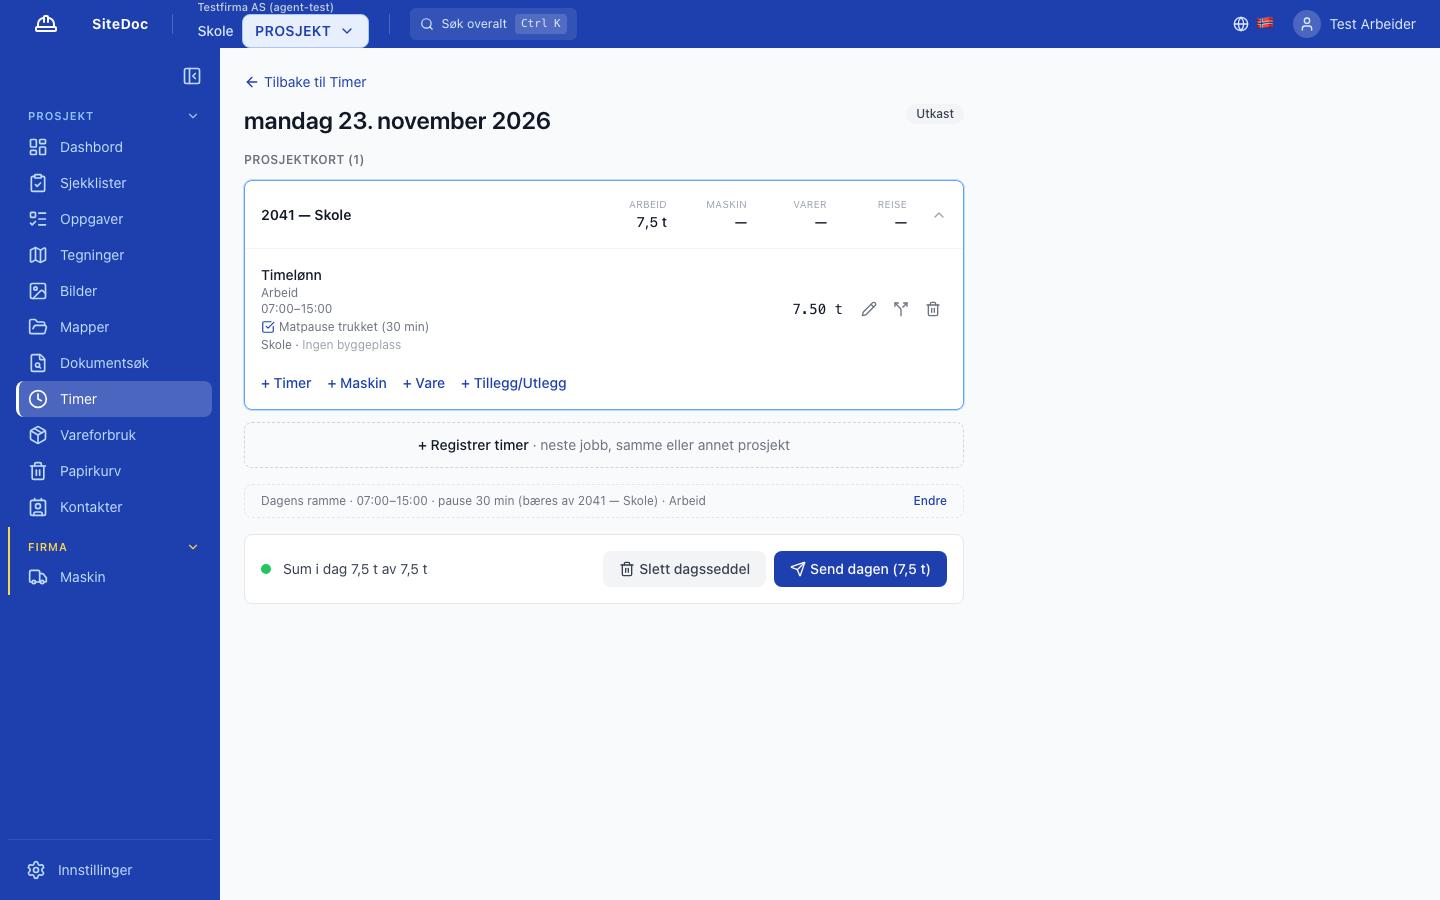 Testfirma AS (agent-test)
SiteDoc
Skole
PROSJEKT
Søk overalt
Ctrl K
Test Arbeider
PROSJEKT
Dashbord
Sjekklister
Oppgaver
Tegninger
Bilder
Mapper
Dokumentsøk
Timer
Vareforbruk
Papirkurv
Kontakter
FIRMA
Maskin
Innstillinger
Tilbake til Timer
mandag 23. november 2026
Utkast
PROSJEKTKORT (1)
2041 — Skole
ARBEID
7,5 t
MASKIN
—
VARER
—
REISE
—
Timelønn
Arbeid
07:00–15:00
Matpause trukket (30 min)
Skole · Ingen byggeplass
7.50 t
+ Timer
+ Maskin
+ Vare
+ Tillegg/Utlegg
+ Registrer timer · neste jobb, samme eller annet prosjekt
Dagens ramme · 07:00–15:00 · pause 30 min (bæres av 2041 — Skole) · Arbeid
Endre
Sum i dag 7,5 t av 7,5 t
Slett dagsseddel
Send dagen (7,5 t)